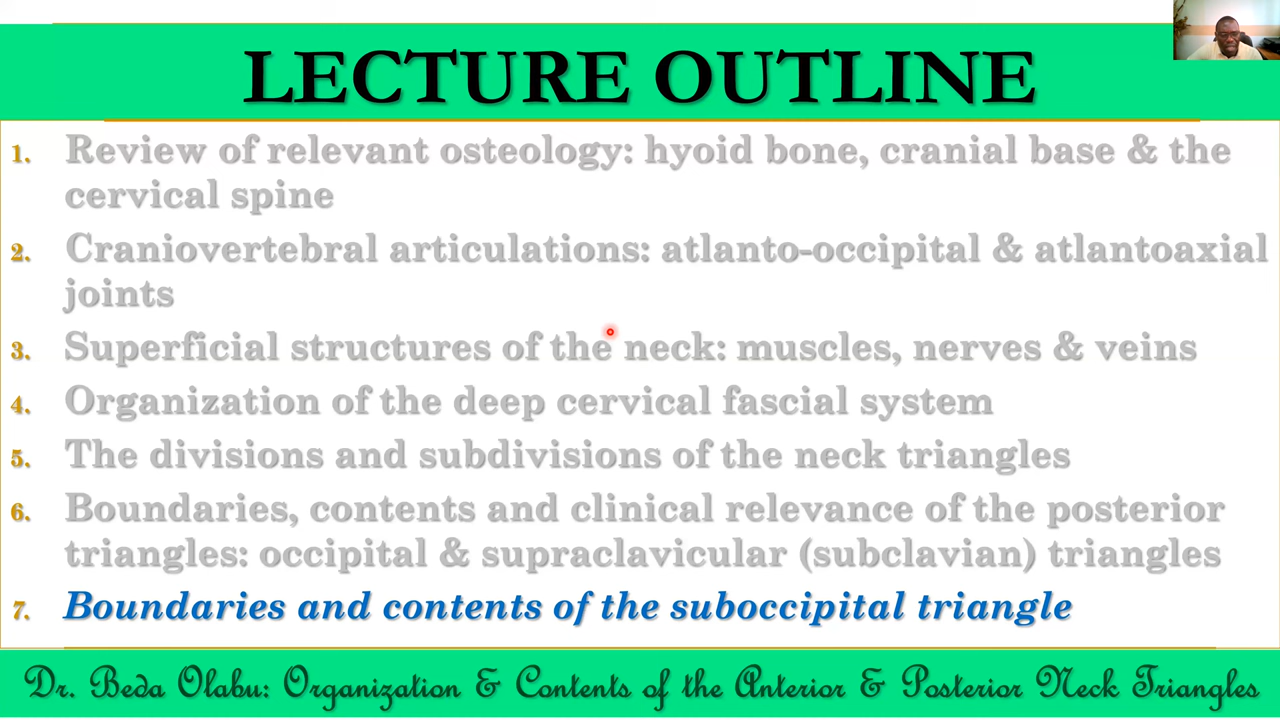 LECTURE OUTLINE
1. Review of relevant osteology: hyoid bone, cranial base & the
cervical spine
2. Craniovertebral articulations: atlanto-occipital & atlantoaxial
joints
3. Superficial structures of the neck: muscles, nerves & veins
4. Organization of the deep cervical fascial system
5. The divisions and subdivisions of the neck triangles
6. Boundaries, contents and clinical relevance of the posterior
triangles: occipital & supraclavicular (subclavian) triangles
7. Boundaries and contents of the suboccipital triangle
Dr. Beda Olabu: Organization & Contents of the Anterior & Posterior Neck Triangles